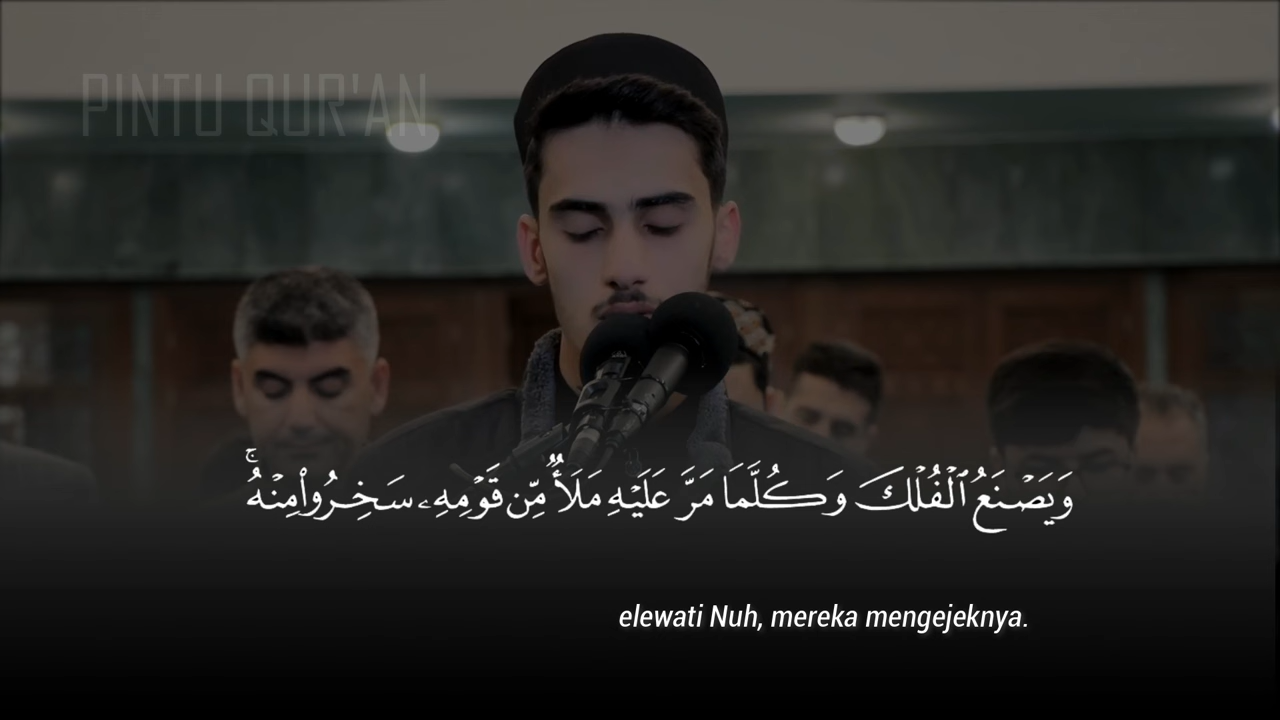 PINTU QUR'AN
وَيَصْنَعُ ٱلْفُلْكَ وَكُلَّمَا مَرَّ عَلَيْهِ مَلَأٌ مِّن قَوْمِهِۦ سَخِرُوا۟ مِنْهُ ۚ
elewati Nuh, mereka mengejeknya.